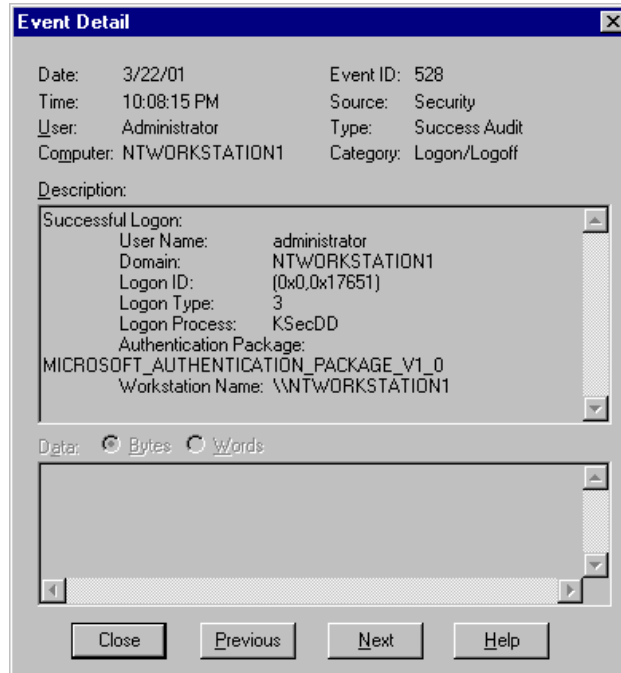 Event Detail
Date: 3/22/01 Event ID: 528
Time: 10:08:15 PM Source: Security
User: Administrator Type: Success Audit
Computer: NTWORKSTATION1 Category: Logon/Logoff
Description:
Successful Logon:
User Name: administrator
Domain: NTWORKSTATION1
Logon ID: (0x0,0x17651)
Logon Type: 3
Logon Process: KSecDD
Authentication Package:
MICROSOFT_AUTHENTICATION_PACKAGE_V1_0
Workstation Name: \\NTWORKSTATION1
Data: Bytes Words
Close Previous Next Help